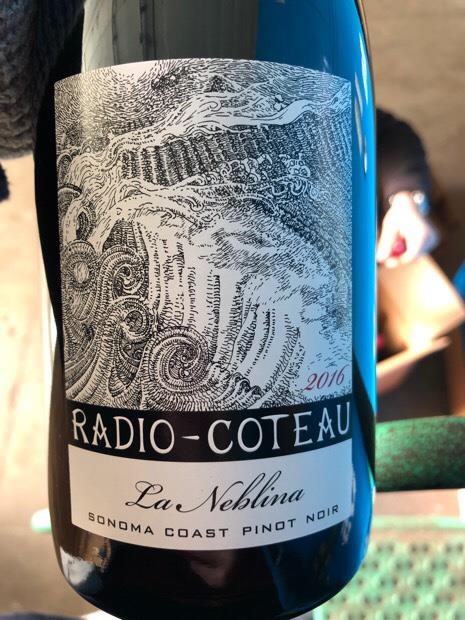 2016
RADIO-COTEAU
La Neblina
SONOMA COAST PINOT NOIR